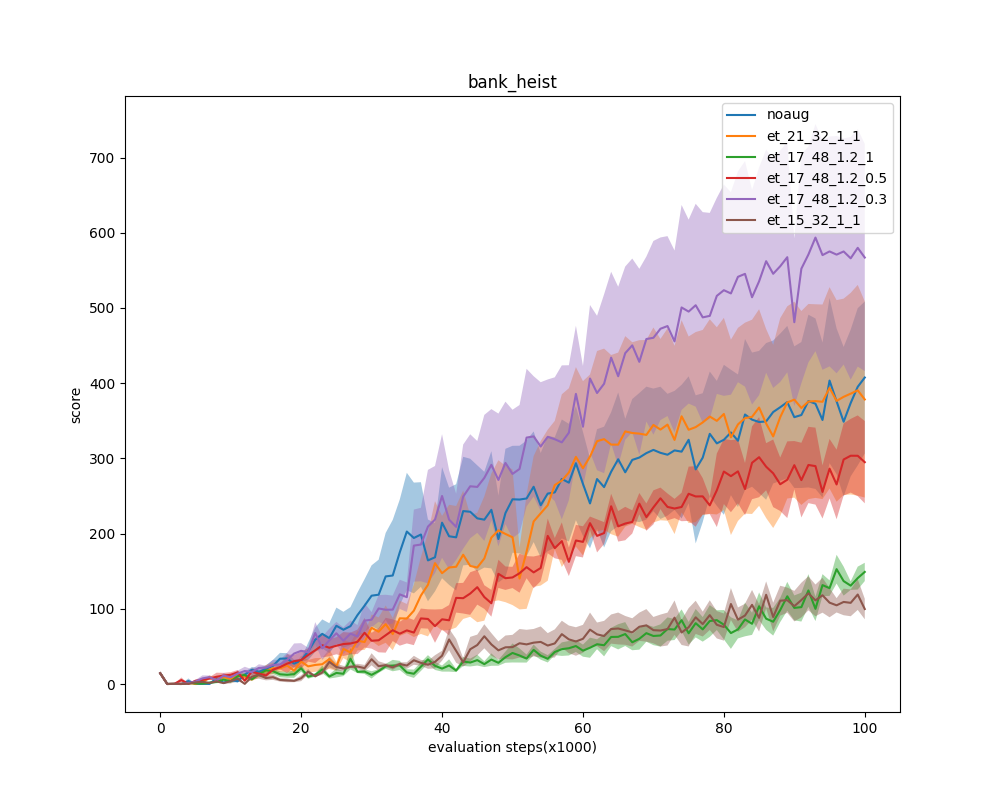 bank_heist
noaug
et_21_32_1_1
et_17_48_1.2_1
et_17_48_1.2_0.5
et_17_48_1.2_0.3
et_15_32_1_1
score
700
600
500
400
300
200
100
0
0 20 40 60 80 100
evaluation steps(x1000)